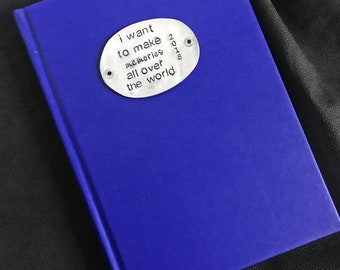 i want
to make
memories
all over
the world
2018